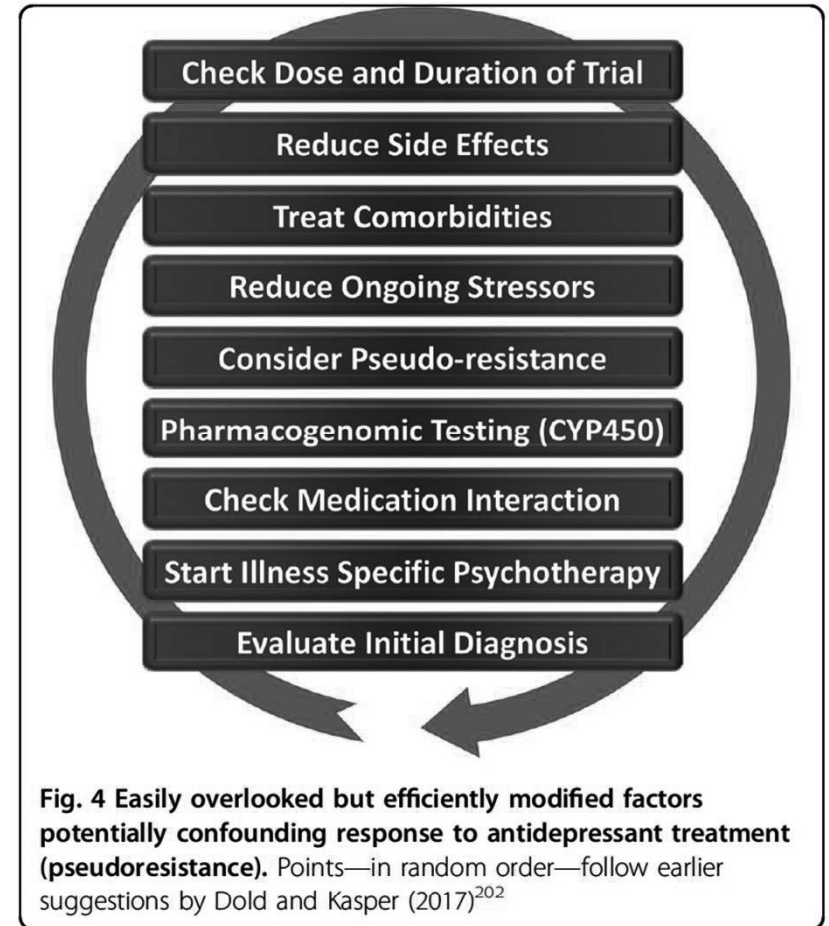 Check Dose and Duration of Trial
Reduce Side Effects
Treat Comorbidities
Reduce Ongoing Stressors
Consider Pseudo-resistance
Pharmacogenomic Testing (CYP450)
Check Medication Interaction
Start Illness Specific Psychotherapy
Evaluate Initial Diagnosis
Fig. 4 Easily overlooked but efficiently modified factors
potentially confounding response to antidepressant treatment
(pseudoresistance). Points—in random order—follow earlier
suggestions by Dold and Kasper (2017)202